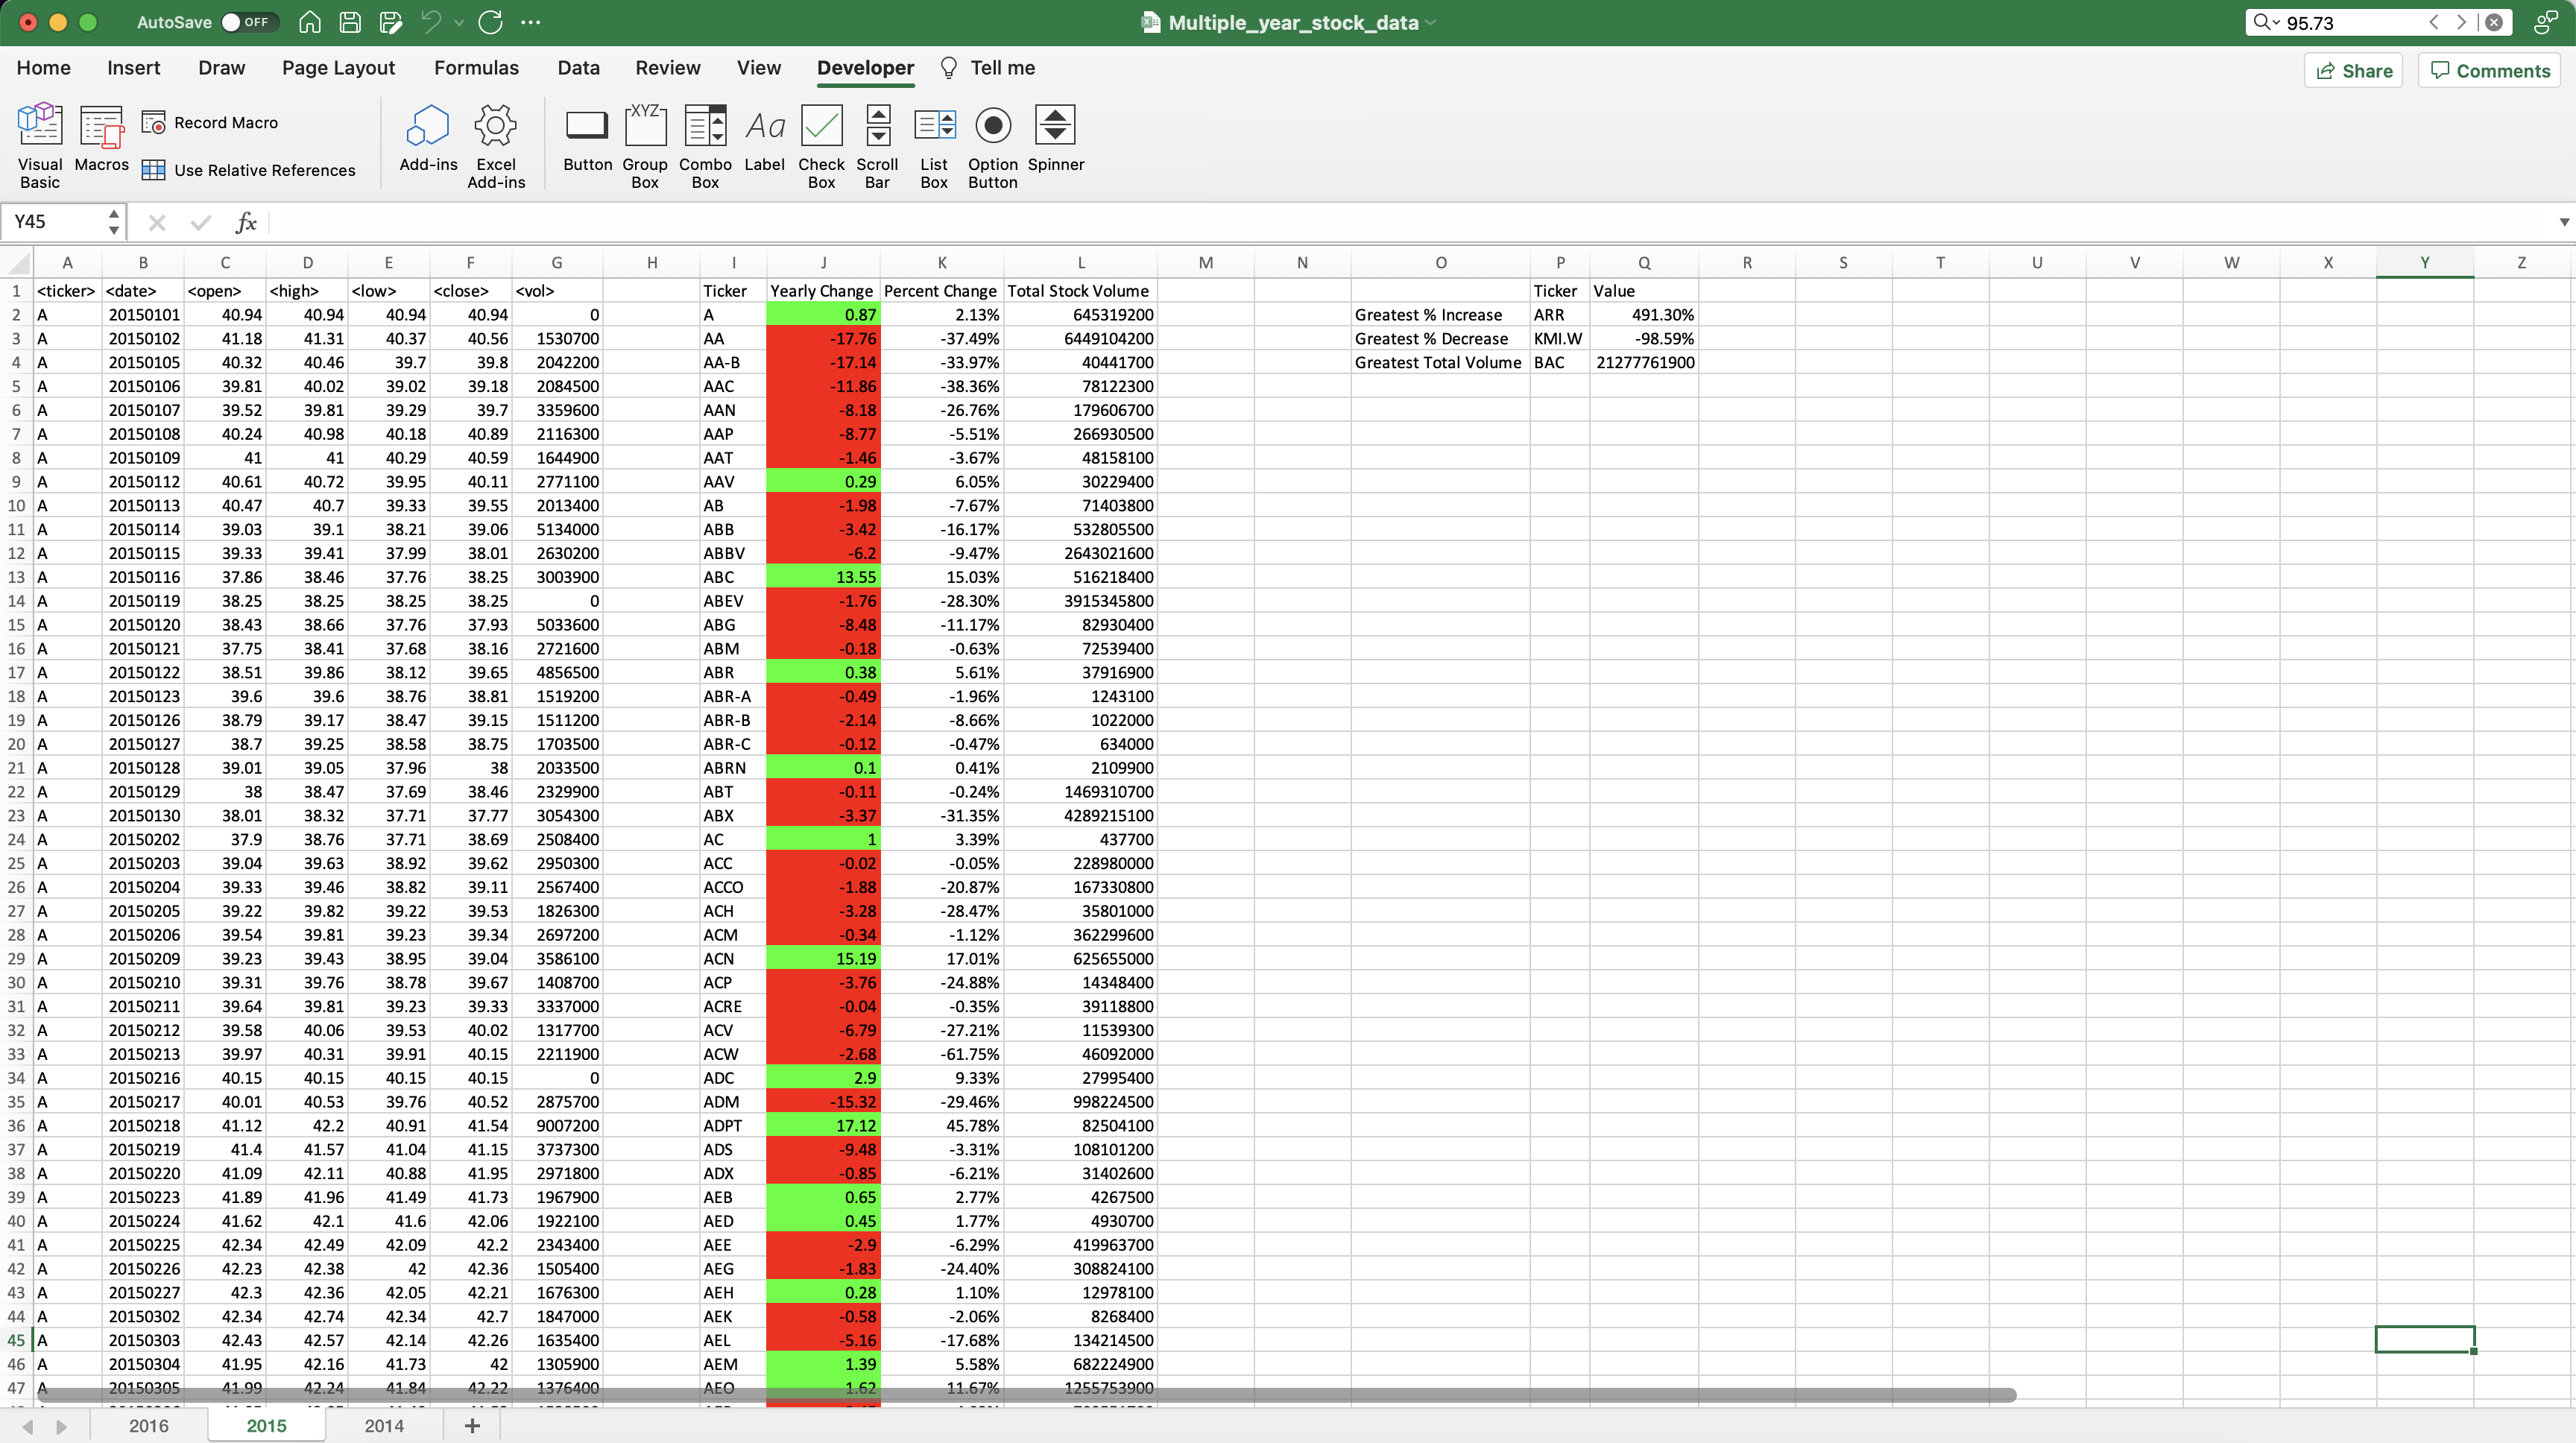 AutoSave OFF Multiple_year_stock_data 95.73
Home Insert Draw Page Layout Formulas Data Review View Developer Tell me Share Comments
Visual Basic Macros Record Macro Use Relative References Add-ins Excel Add-ins Button Group Box Combo Box Label Check Box Scroll Bar List Box Option Button Spinner
Y45 fx
A B C D E F G H I J K L M N O P Q R S T U V W X Y Z
1 <ticker> <date> <open> <high> <low> <close> <vol> Ticker Yearly Change Percent Change Total Stock Volume Ticker Value
2 A 20150101 40.94 40.94 40.94 40.94 0 A 0.87 2.13% 645319200 Greatest % Increase ARR 491.30%
3 A 20150102 41.18 41.31 40.37 40.56 1530700 AA -17.76 -37.49% 6449104200 Greatest % Decrease KMI.W -98.59%
4 A 20150105 40.32 40.46 39.7 39.8 2042200 AA-B -17.14 -33.97% 40441700 Greatest Total Volume BAC 21277761900
5 A 20150106 39.81 40.02 39.02 39.18 2084500 AAC -11.86 -38.36% 78122300
6 A 20150107 39.52 39.81 39.29 39.7 3359600 AAN -8.18 -26.76% 179606700
7 A 20150108 40.24 40.98 40.18 40.89 2116300 AAP -8.77 -5.51% 266930500
8 A 20150109 41 41 40.29 40.59 1644900 AAT -1.46 -3.67% 48158100
9 A 20150112 40.61 40.72 39.95 40.11 2771100 AAV 0.29 6.05% 30229400
10 A 20150113 40.47 40.7 39.33 39.55 2013400 AB -1.98 -7.67% 71403800
11 A 20150114 39.03 39.1 38.21 39.06 5134000 ABB -3.42 -16.17% 532805500
12 A 20150115 39.33 39.41 37.99 38.01 2630200 ABBV -6.2 -9.47% 2643021600
13 A 20150116 37.86 38.46 37.76 38.25 3003900 ABC 13.55 15.03% 516218400
14 A 20150119 38.25 38.25 38.25 38.25 0 ABEV -1.76 -28.30% 3915345800
15 A 20150120 38.43 38.66 37.76 37.93 5033600 ABG -8.48 -11.17% 82930400
16 A 20150121 37.75 38.41 37.68 38.16 2721600 ABM -0.18 -0.63% 72539400
17 A 20150122 38.51 39.86 38.12 39.65 4856500 ABR 0.38 5.61% 37916900
18 A 20150123 39.6 39.6 38.76 38.81 1519200 ABR-A -0.49 -1.96% 1243100
19 A 20150126 38.79 39.17 38.47 39.15 1511200 ABR-B -2.14 -8.66% 1022000
20 A 20150127 38.7 39.25 38.58 38.75 1703500 ABR-C -0.12 -0.47% 634000
21 A 20150128 39.01 39.05 37.96 38 2033500 ABRN 0.1 0.41% 2109900
22 A 20150129 38 38.47 37.69 38.46 2329900 ABT -0.11 -0.24% 1469310700
23 A 20150130 38.01 38.32 37.71 37.77 3054300 ABX -3.37 -31.35% 4289215100
24 A 20150202 37.9 38.76 37.71 38.69 2508400 AC 1 3.39% 437700
25 A 20150203 39.04 39.63 38.92 39.62 2950300 ACC -0.02 -0.05% 228980000
26 A 20150204 39.33 39.46 38.82 39.11 2567400 ACCO -1.88 -20.87% 167330800
27 A 20150205 39.22 39.82 39.22 39.53 1826300 ACH -3.28 -28.47% 35801000
28 A 20150206 39.54 39.81 39.23 39.34 2697200 ACM -0.34 -1.12% 362299600
29 A 20150209 39.23 39.43 38.95 39.04 3586100 ACN 15.19 17.01% 625655000
30 A 20150210 39.31 39.76 38.78 39.67 1408700 ACP -3.76 -24.88% 14348400
31 A 20150211 39.64 39.81 39.23 39.33 3337000 ACRE -0.04 -0.35% 39118800
32 A 20150212 39.58 40.06 39.53 40.02 1317700 ACV -6.79 -27.21% 11539300
33 A 20150213 39.97 40.31 39.91 40.15 2211900 ACW -2.68 -61.75% 46092000
34 A 20150216 40.15 40.15 40.15 40.15 0 ADC 2.9 9.33% 27995400
35 A 20150217 40.01 40.53 39.76 40.52 2875700 ADM -15.32 -29.46% 998224500
36 A 20150218 41.12 42.2 40.91 41.54 9007200 ADPT 17.12 45.78% 82504100
37 A 20150219 41.4 41.57 41.04 41.15 3737300 ADS -9.48 -3.31% 108101200
38 A 20150220 41.09 42.11 40.88 41.95 2971800 ADX -0.85 -6.21% 31402600
39 A 20150223 41.89 41.96 41.49 41.73 1967900 AEB 0.65 2.77% 4267500
40 A 20150224 41.62 42.1 41.6 42.06 1922100 AED 0.45 1.77% 4930700
41 A 20150225 42.34 42.49 42.09 42.2 2343400 AEE -2.9 -6.29% 419963700
42 A 20150226 42.23 42.38 42 42.36 1505400 AEG -1.83 -24.40% 308824100
43 A 20150227 42.3 42.36 42.05 42.21 1676300 AEH 0.28 1.10% 12978100
44 A 20150302 42.34 42.74 42.34 42.7 1847000 AEK -0.58 -2.06% 8268400
45 A 20150303 42.43 42.57 42.14 42.26 1635400 AEL -5.16 -17.68% 134214500
46 A 20150304 41.95 42.16 41.73 42 1305900 AEM 1.39 5.58% 682224900
47 A 20150305 41.99 42.24 41.84 42.22 1376400 AEO 1.62 11.67% 1255753900
2016 2015 2014